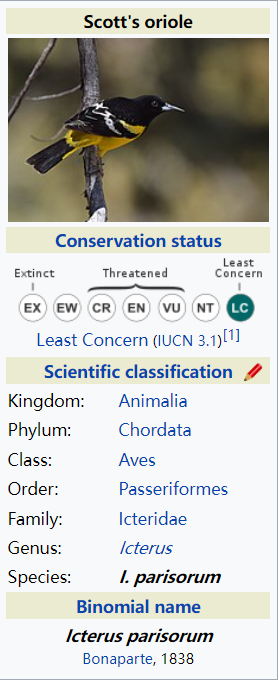 Scott's oriole
Conservation status
Least
Extinct Threatened Concern
EX EW CR EN VU NT LC
Least Concern (IUCN 3.1)[1]
Scientific classification
Kingdom: Animalia
Phylum: Chordata
Class: Aves
Order: Passeriformes
Family: Icteridae
Genus: Icterus
Species: I. parisorum
Binomial name
Icterus parisorum
Bonaparte, 1838